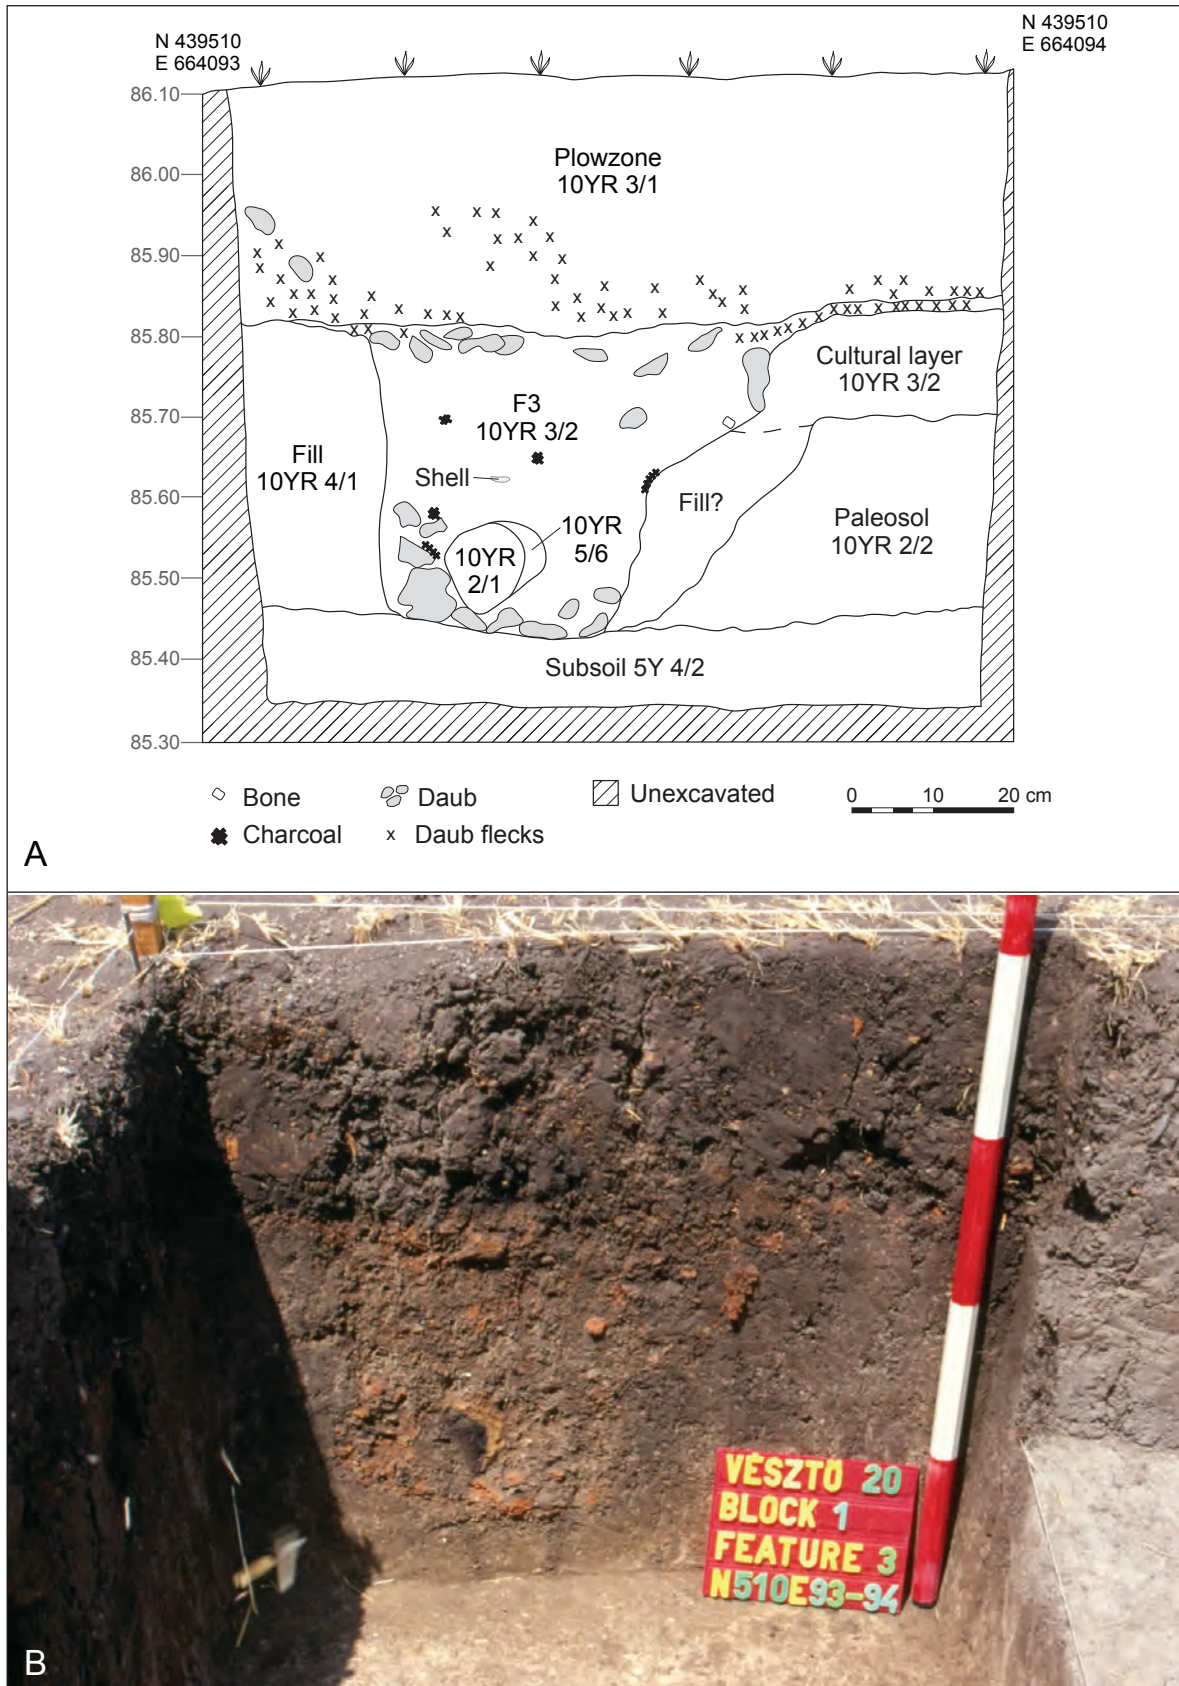 N 439510
E 664093
N 439510
E 664094
86.10
86.00
85.90
85.80
85.70
85.60
85.50
85.40
85.30
Plowzone
10YR 3/1
Cultural layer
10YR 3/2
F3
10YR 3/2
Fill
10YR 4/1
Shell
Fill?
10YR
5/6
10YR
2/1
Paleosol
10YR 2/2
Subsoil 5Y 4/2
Bone
Daub
Unexcavated
0 10 20 cm
Charcoal
x Daub flecks
A
VÉSZTŐ 20
BLOCK 1
FEATURE 3
N510E93-94
B